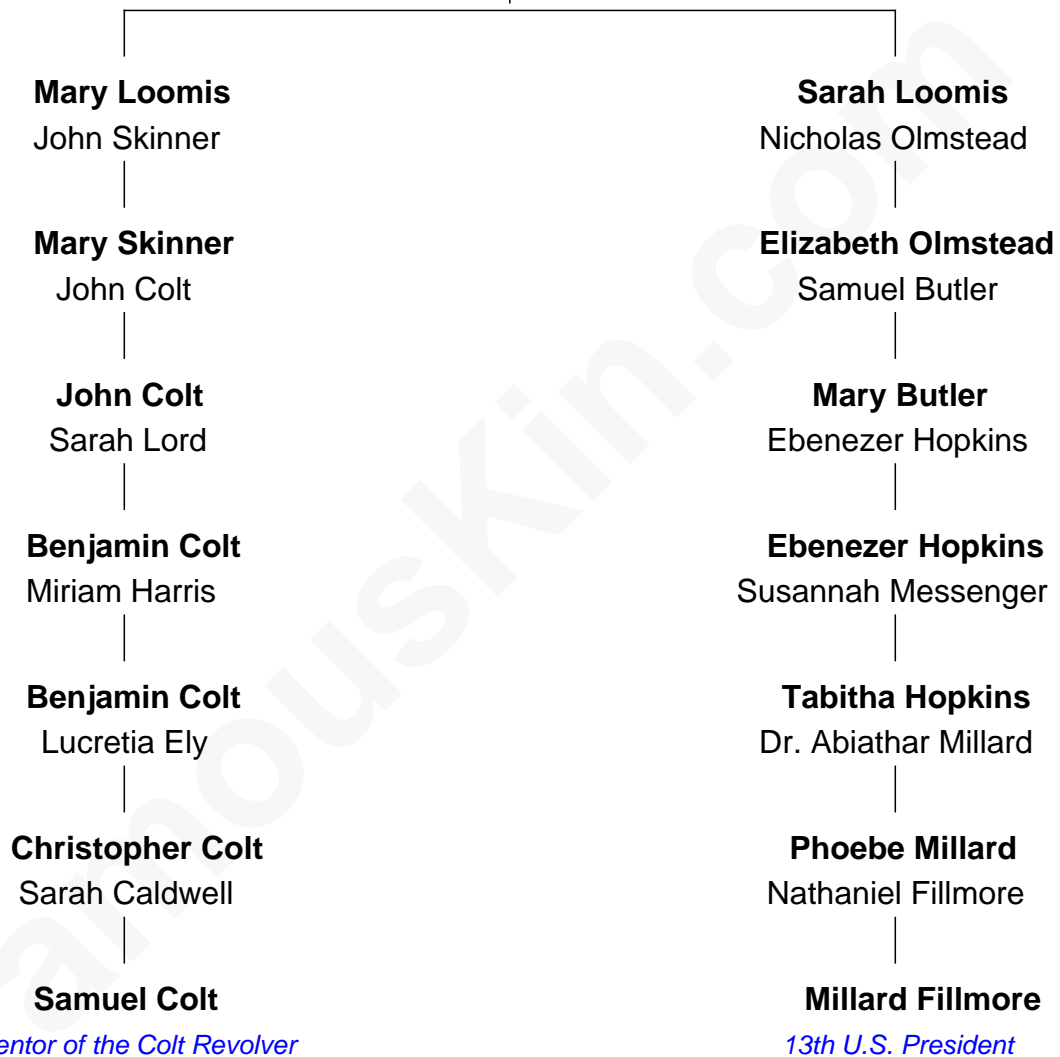 Mary Loomis
John Skinner
Mary Skinner
John Colt
John Colt
Sarah Lord
Benjamin Colt
Miriam Harris
Benjamin Colt
Lucretia Ely
Christopher Colt
Sarah Caldwell
Samuel Colt
entor of the Colt Revolver
Sarah Loomis
Nicholas Olmstead
Elizabeth Olmstead
Samuel Butler
Mary Butler
Ebenezer Hopkins
Ebenezer Hopkins
Susannah Messenger
Tabitha Hopkins
Dr. Abiathar Millard
Phoebe Millard
Nathaniel Fillmore
Millard Fillmore
13th U.S. President
amousKin.com